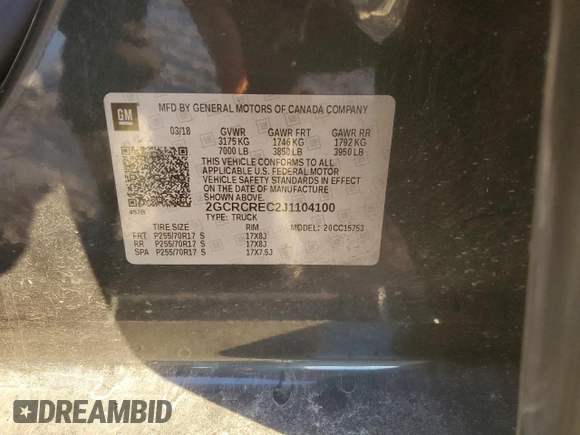 GM
MFD BY GENERAL MOTORS OF CANADA COMPANY
03/18 GVWR GAWR FRT GAWR RR
3175 KG 1746 KG 1792 KG
7000 LB 3850 LB 3950 LB
THIS VEHICLE CONFORMS TO ALL
APPLICABLE U.S. FEDERAL MOTOR
VEHICLE SAFETY STANDARDS IN EFFECT
ON THE DATE OF MANUFACTURE
SHOWN ABOVE.
457B 2GCRCREC2J1104100
TYPE: TRUCK
TIRE SIZE RIM MODEL: 20CC15753
FRT P255/70R17 S 17X8J
RR P255/70R17 S 17X8J
SPA P255/70R17 S 17X7.5J
DREAMBID